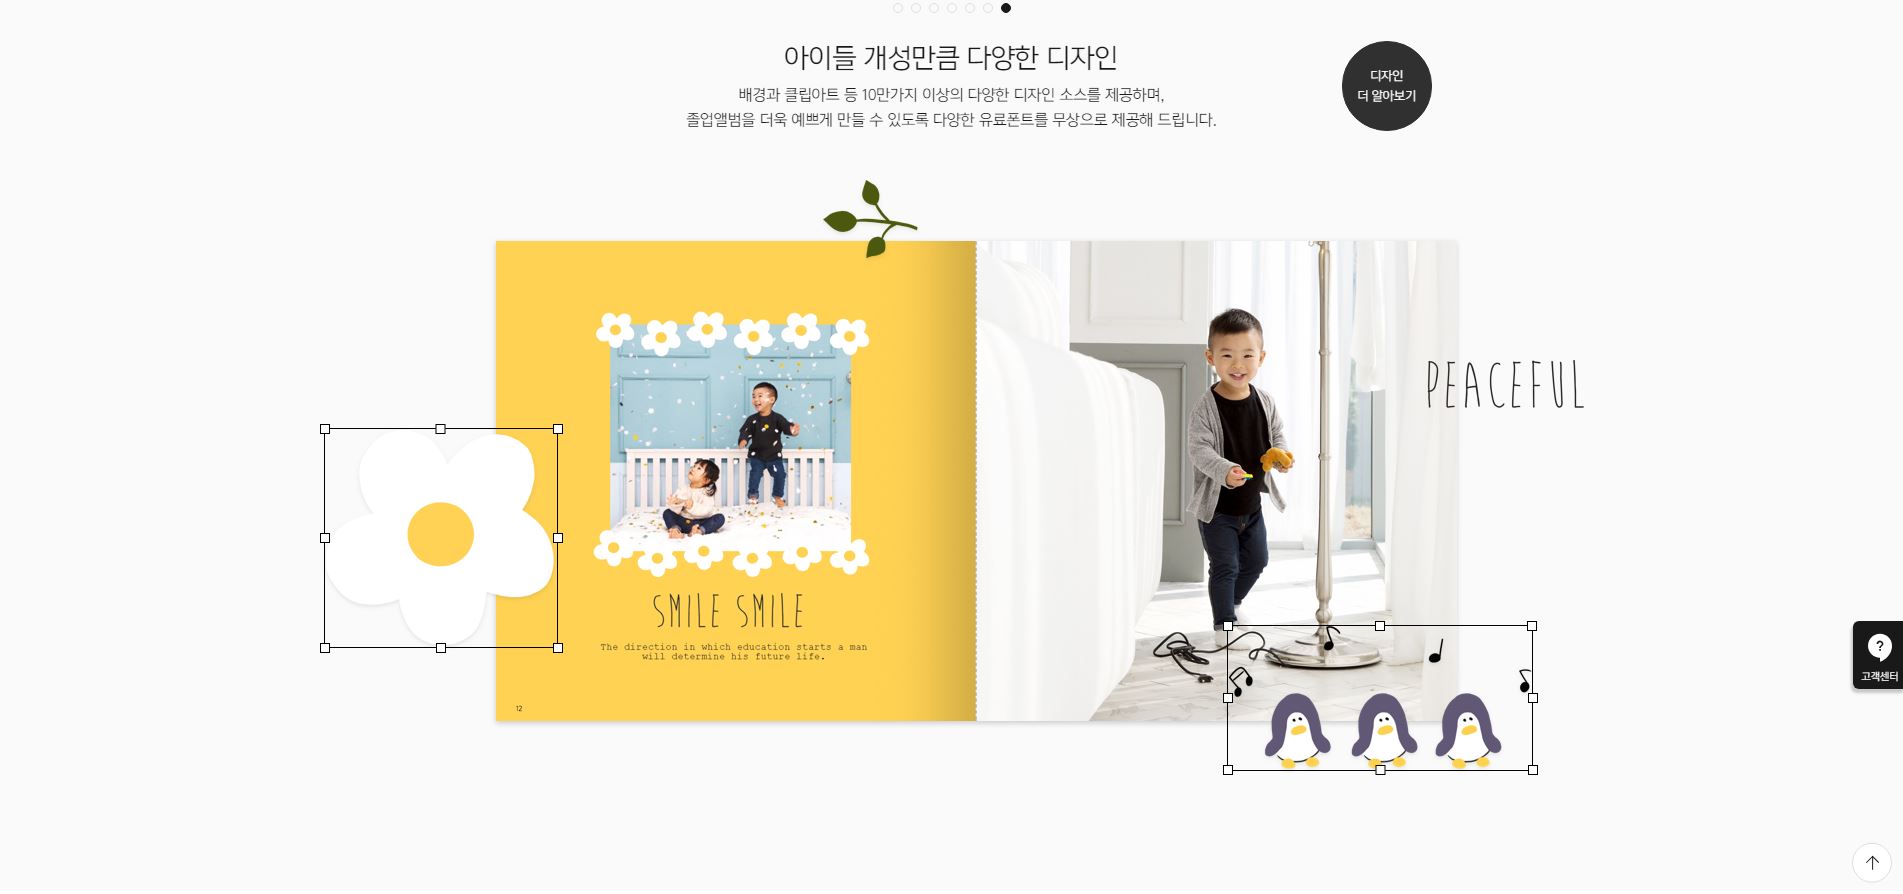 아이들 개성만큼 다양한 디자인
배경과 클립아트 등 10만가지 이상의 다양한 디자인 소스를 제공하며,
졸업앨범을 더욱 예쁘게 만들 수 있도록 다양한 유료폰트를 무상으로 제공해 드립니다.
디자인
더 알아보기
PEACEFUL
SMILE SMILE
The direction in which education starts a man
will determine his future life.
12
?
고객센터